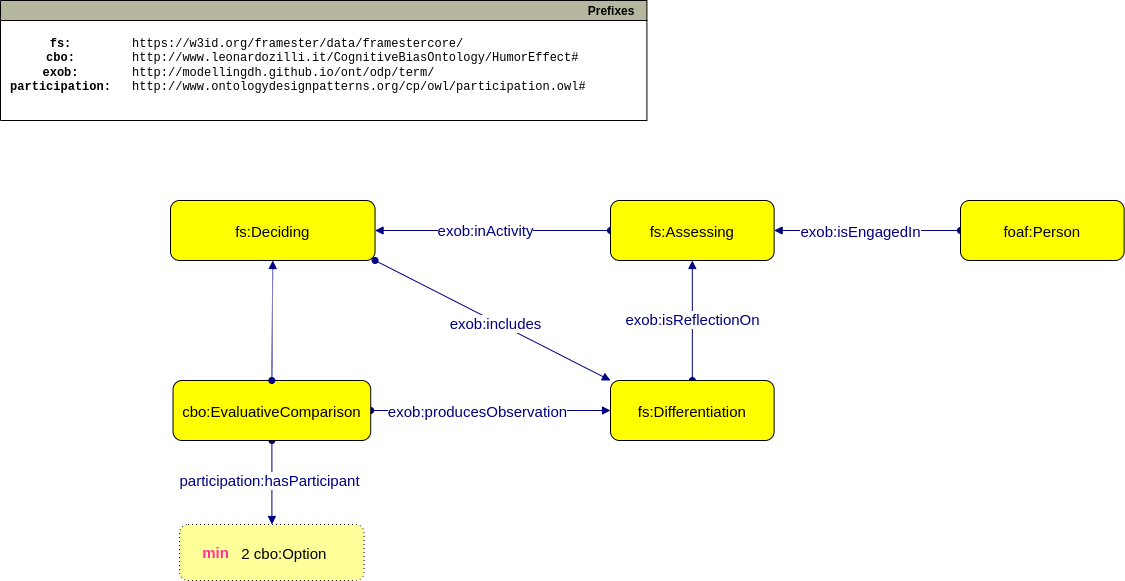 Prefixes
fs: https://w3id.org/framester/data/framestercore/
cbo: http://www.leonardozilli.it/CognitiveBiasOntology/HumorEffect#
exob: http://modellingdh.github.io/ont/odp/term/
participation: http://www.ontologydesignpatterns.org/cp/owl/participation.owl#
fs:Deciding
exob:inActivity
fs:Assessing
exob:isEngagedIn
foaf:Person
exob:includes
exob:isReflectionOn
cbo:EvaluativeComparison
exob:producesObservation
fs:Differentiation
participation:hasParticipant
min 2 cbo:Option